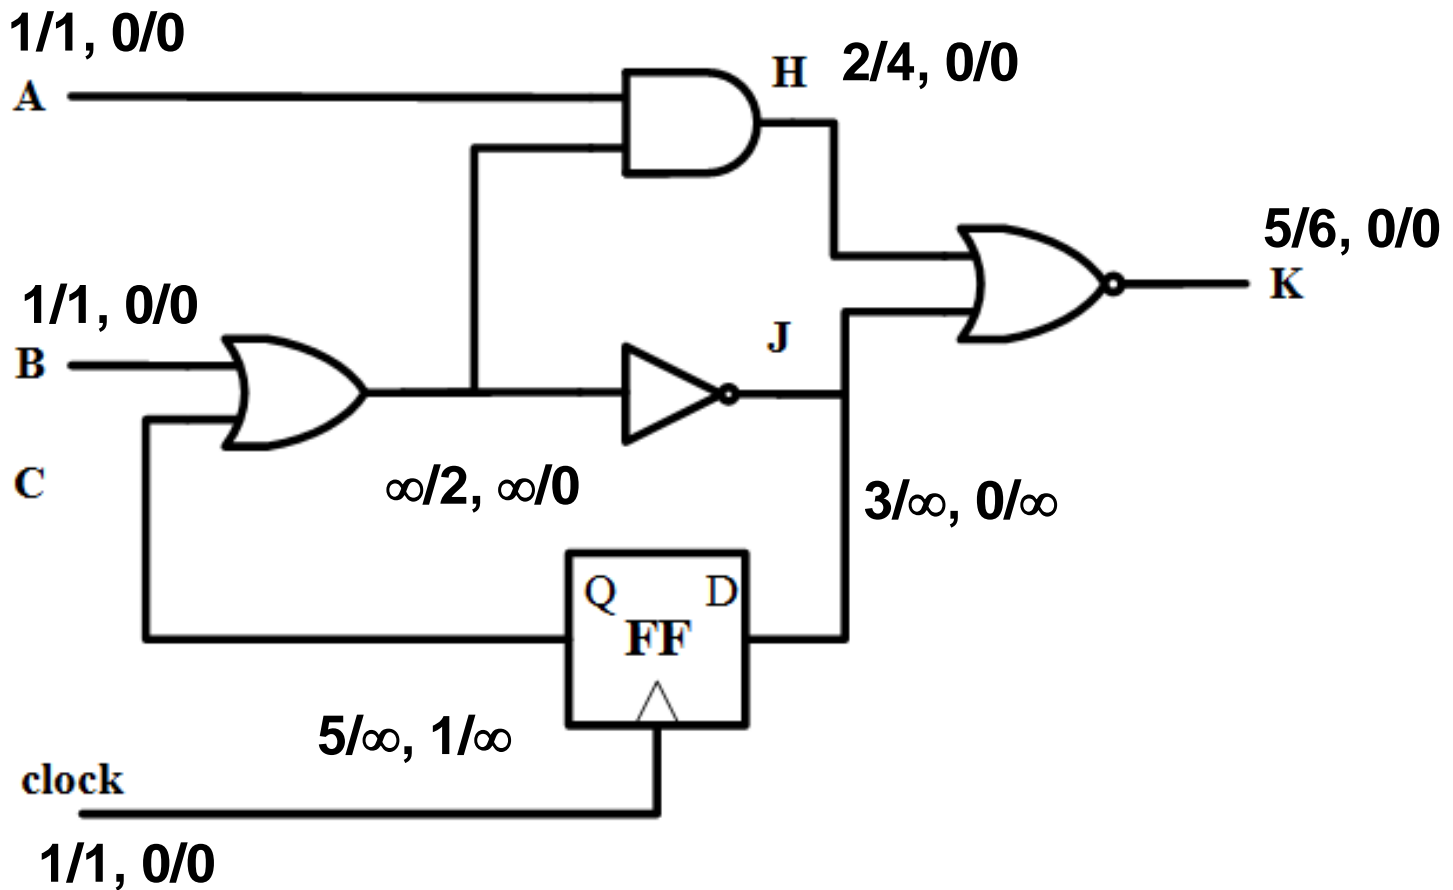 1/1, 0/0
A
H
2/4, 0/0
5/6, 0/0
K
1/1, 0/0
B
J
C
∞/2, ∞/0
3/∞, 0/∞
Q D
FF
5/∞, 1/∞
clock
1/1, 0/0